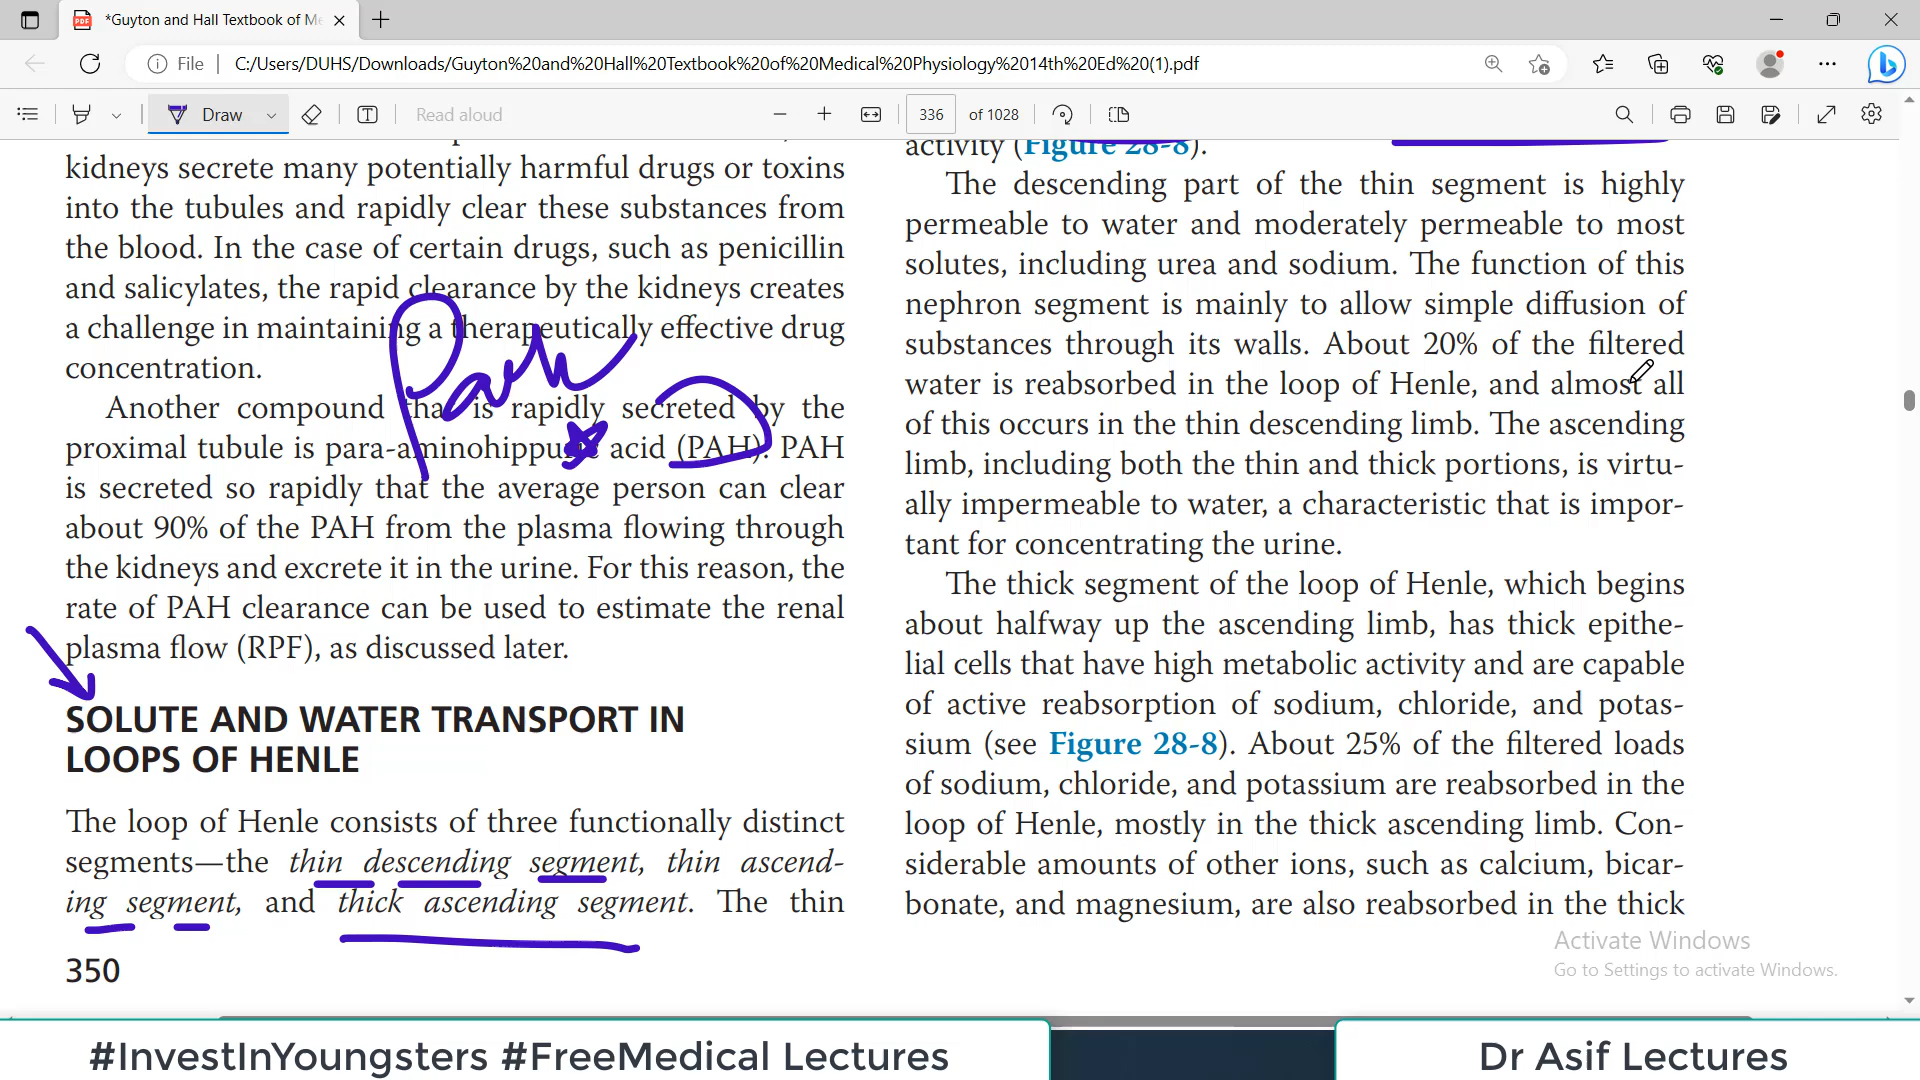 *Guyton and Hall Textbook of Me
File
C:/Users/DUHS/Downloads/Guyton%20and%20Hall%20Textbook%20of%20Medical%20Physiology%2014th%20Ed%20(1).pdf
Draw
Read aloud
336 of 1028
kidneys secrete many potentially harmful drugs or toxins
into the tubules and rapidly clear these substances from
the blood. In the case of certain drugs, such as penicillin
and salicylates, the rapid clearance by the kidneys creates
a challenge in maintaining a therapeutically effective drug
concentration.
Another compound that is rapidly secreted by the
proximal tubule is para-aminohippuric acid (PAH). PAH
is secreted so rapidly that the average person can clear
about 90% of the PAH from the plasma flowing through
the kidneys and excrete it in the urine. For this reason, the
rate of PAH clearance can be used to estimate the renal
plasma flow (RPF), as discussed later.
SOLUTE AND WATER TRANSPORT IN
LOOPS OF HENLE
The loop of Henle consists of three functionally distinct
segments—the thin descending segment, thin ascend-
ing segment, and thick ascending segment. The thin
350
activity (Figure 28-8).
The descending part of the thin segment is highly
permeable to water and moderately permeable to most
solutes, including urea and sodium. The function of this
nephron segment is mainly to allow simple diffusion of
substances through its walls. About 20% of the filtered
water is reabsorbed in the loop of Henle, and almost all
of this occurs in the thin descending limb. The ascending
limb, including both the thin and thick portions, is virtu-
ally impermeable to water, a characteristic that is impor-
tant for concentrating the urine.
The thick segment of the loop of Henle, which begins
about halfway up the ascending limb, has thick epithe-
lial cells that have high metabolic activity and are capable
of active reabsorption of sodium, chloride, and potas-
sium (see Figure 28-8). About 25% of the filtered loads
of sodium, chloride, and potassium are reabsorbed in the
loop of Henle, mostly in the thick ascending limb. Con-
siderable amounts of other ions, such as calcium, bicar-
bonate, and magnesium, are also reabsorbed in the thick
Activate Windows
Go to Settings to activate Windows.
#InvestInYoungsters #FreeMedical Lectures
Dr Asif Lectures